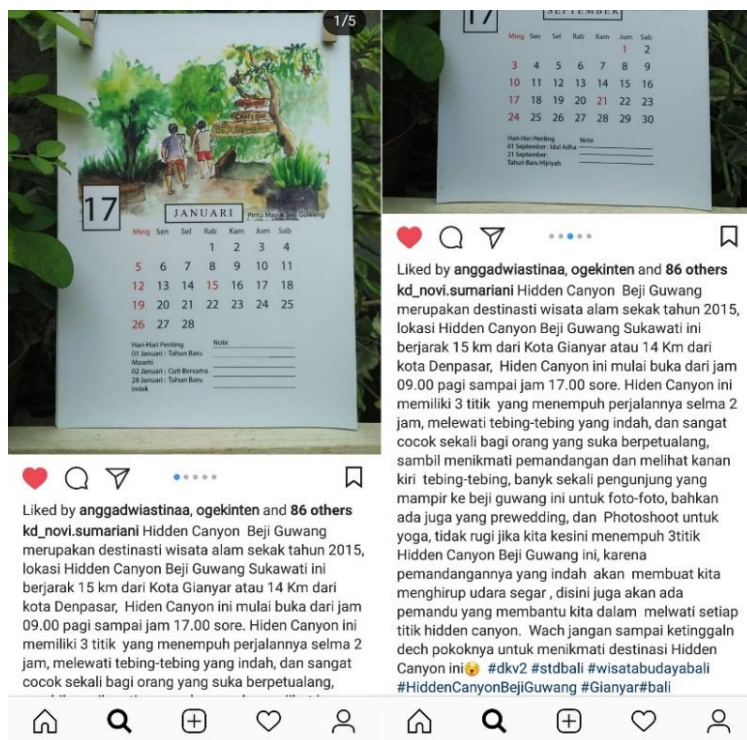 1/5
CANYON
BEJI GUWANG
17
JANUARI
Pintu Masuk Beji Guwang
Ming Sen Sel Rab Kam Jum Sab
1 2 3 4
5 6 7 8 9 10 11
12 13 14 15 16 17 18
19 20 21 22 23 24 25
26 27 28
Hari-Hari Penting
Note
01 Januari : Tahun Baru
Masehi
02 Januari : Cuti Bersama
28 Januari : Tahun Baru
Imlek
Liked by anggadwiastinaa, ogekinten and 86 others
kd_novi.sumariani Hidden Canyon Beji Guwang
merupakan destinasti wisata alam sekak tahun 2015,
lokasi Hidden Canyon Beji Guwang Sukawati ini
berjarak 15 km dari Kota Gianyar atau 14 Km dari
kota Denpasar, Hiden Canyon ini mulai buka dari jam
09.00 pagi sampai jam 17.00 sore. Hiden Canyon ini
memiliki 3 titik yang menempuh perjalannya selma 2
jam, melewati tebing-tebing yang indah, dan sangat
cocok sekali bagi orang yang suka berpetualang,
17
SEPTEMBER
Ming Sen Sel Rab Kam Jum Sab
1 2
3 4 5 6 7 8 9
10 11 12 13 14 15 16
17 18 19 20 21 22 23
24 25 26 27 28 29 30
Hari-Hari Penting
Note
01 September: Idul Adha
21 September:
Tahun Baru Hijriyah
Liked by anggadwiastinaa, ogekinten and 86 others
kd_novi.sumariani Hidden Canyon Beji Guwang
merupakan destinasti wisata alam sekak tahun 2015,
lokasi Hidden Canyon Beji Guwang Sukawati ini
berjarak 15 km dari Kota Gianyar atau 14 Km dari
kota Denpasar, Hiden Canyon ini mulai buka dari jam
09.00 pagi sampai jam 17.00 sore. Hiden Canyon ini
memiliki 3 titik yang menempuh perjalannya selma 2
jam, melewati tebing-tebing yang indah, dan sangat
cocok sekali bagi orang yang suka berpetualang,
sambil menikmati pemandangan dan melihat kanan
kiri tebing-tebing, banyk sekali pengunjung yang
mampir ke beji guwang ini untuk foto-foto, bahkan
ada juga yang prewedding, dan Photoshoot untuk
yoga, tidak rugi jika kita kesini menempuh 3titik
Hidden Canyon Beji Guwang ini, karena
pemandangannya yang indah akan membuat kita
menghirup udara segar , disini juga akan ada
pemandu yang membantu kita dalam melwati setiap
titik hidden canyon. Wach jangan sampai ketinggaln
dech pokoknya untuk menikmati destinasi Hidden
Canyon ini😯 #dkv2 #stdbali #wisatabudayabali
#HiddenCanyonBejiGuwang #Gianyar#bali